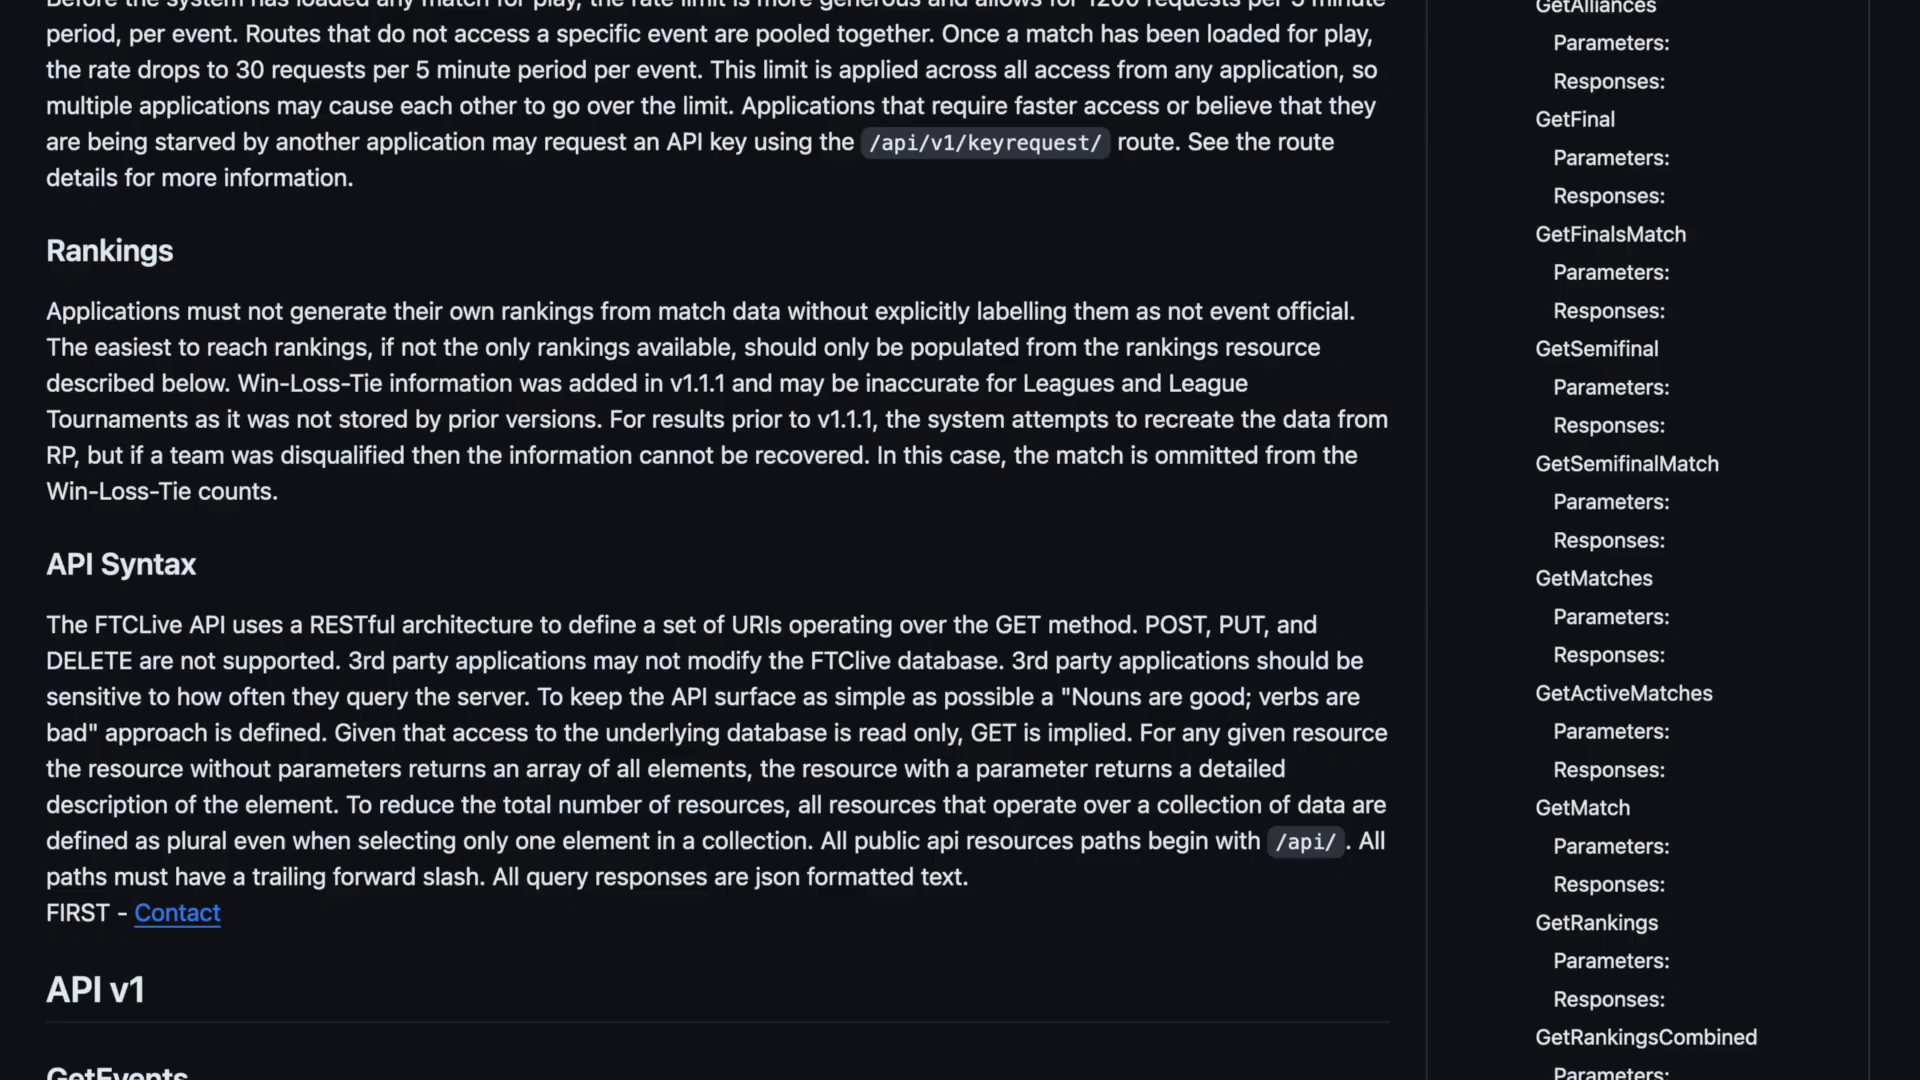 Before the system has loaded any match for play, the rate limit is more generous and allows for 1200 requests per 5 minute
period, per event. Routes that do not access a specific event are pooled together. Once a match has been loaded for play,
the rate drops to 30 requests per 5 minute period per event. This limit is applied across all access from any application, so
multiple applications may cause each other to go over the limit. Applications that require faster access or believe that they
are being starved by another application may request an API key using the /api/v1/keyrequest/ route. See the route
details for more information.
Rankings
Applications must not generate their own rankings from match data without explicitly labelling them as not event official.
The easiest to reach rankings, if not the only rankings available, should only be populated from the rankings resource
described below. Win-Loss-Tie information was added in v1.1.1 and may be inaccurate for Leagues and League
Tournaments as it was not stored by prior versions. For results prior to v1.1.1, the system attempts to recreate the data from
RP, but if a team was disqualified then the information cannot be recovered. In this case, the match is ommitted from the
Win-Loss-Tie counts.
API Syntax
The FTCLive API uses a RESTful architecture to define a set of URIs operating over the GET method. POST, PUT, and
DELETE are not supported. 3rd party applications may not modify the FTClive database. 3rd party applications should be
sensitive to how often they query the server. To keep the API surface as simple as possible a "Nouns are good; verbs are
bad" approach is defined. Given that access to the underlying database is read only, GET is implied. For any given resource
the resource without parameters returns an array of all elements, the resource with a parameter returns a detailed
description of the element. To reduce the total number of resources, all resources that operate over a collection of data are
defined as plural even when selecting only one element in a collection. All public api resources paths begin with /api/. All
paths must have a trailing forward slash. All query responses are json formatted text.
FIRST - Contact
API v1
GetEvents
GetAlliances
Parameters:
Responses:
GetFinal
Parameters:
Responses:
GetFinalsMatch
Parameters:
Responses:
GetSemifinal
Parameters:
Responses:
GetSemifinalMatch
Parameters:
Responses:
GetMatches
Parameters:
Responses:
GetActiveMatches
Parameters:
Responses:
GetMatch
Parameters:
Responses:
GetRankings
Parameters:
Responses:
GetRankingsCombined
Parameters: